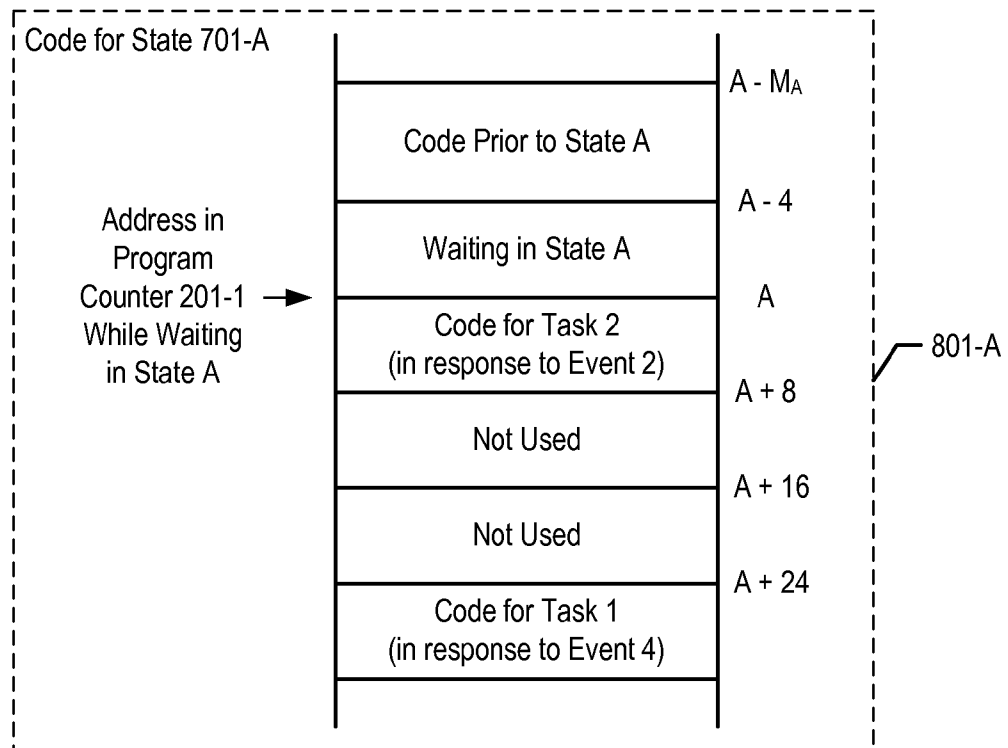 Code for State 701-A
A - MA
Code Prior to State A
A - 4
Waiting in State A
Address in
Program
Counter 201-1
While Waiting
in State A
A
Code for Task 2
(in response to Event 2)
801-A
A + 8
Not Used
A + 16
Not Used
A + 24
Code for Task 1
(in response to Event 4)